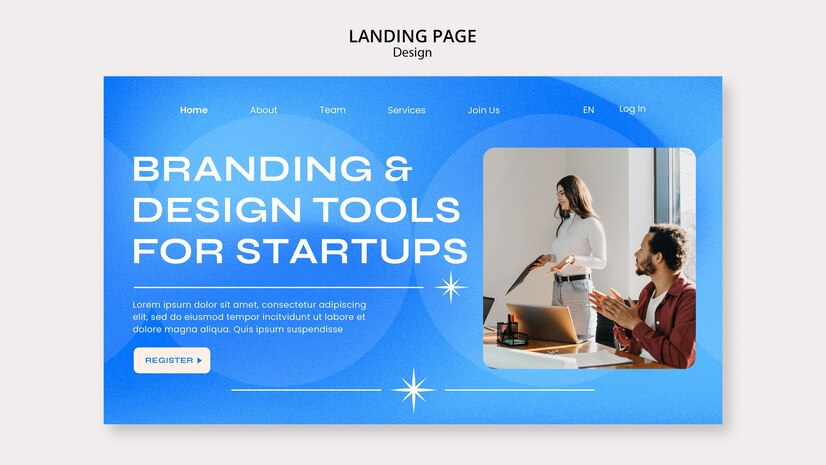 LANDING PAGE
Design
Home About Team Services Join Us EN Log In
BRANDING &
DESIGN TOOLS
FOR STARTUPS
Lorem ipsum dolor sit amet, consectetur adipiscing
elit, sed do eiusmod tempor incididunt ut labore et
dolore magna aliqua. Quis ipsum suspendisse
REGISTER